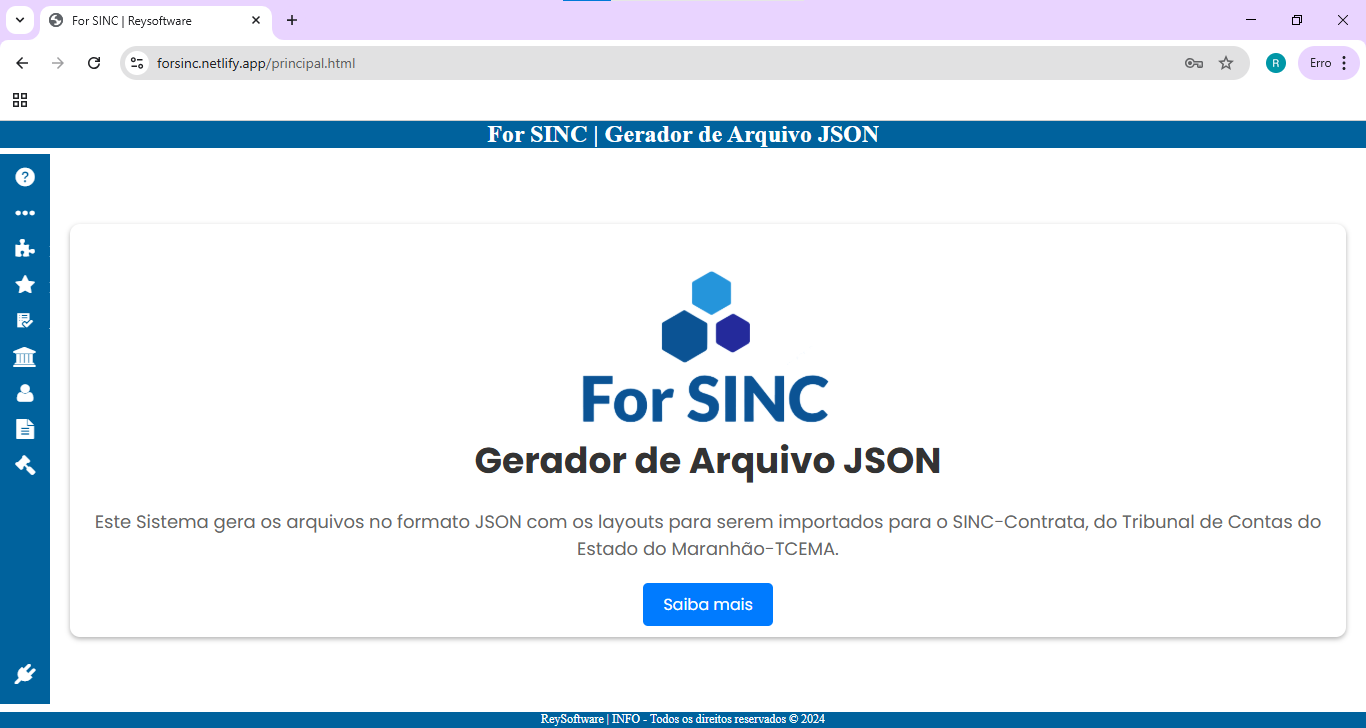 For SINC | Reysoftware
forsinc.netlify.app/principal.html
R
Erro
For SINC | Gerador de Arquivo JSON
?
For SINC
Gerador de Arquivo JSON
Este Sistema gera os arquivos no formato JSON com os layouts para serem importados para o SINC-Contrata, do Tribunal de Contas do
Estado do Maranhão-TCEMA.
Saiba mais
ReySoftware | INFO - Todos os direitos reservados © 2024